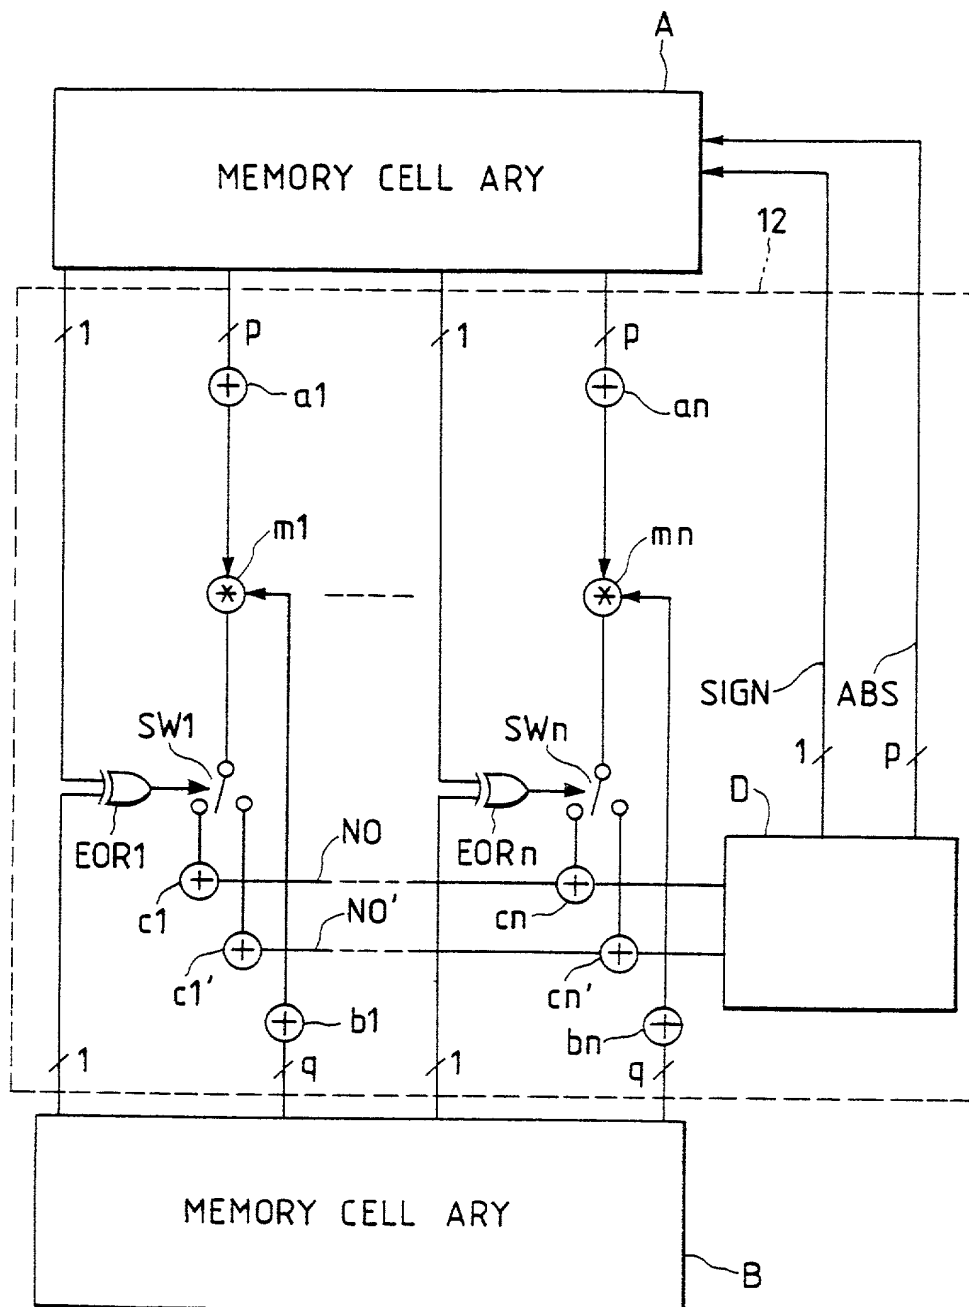 A
MEMORY CELL ARY
12
1
p
1
p
a1
an
m1
mn
*
*
SIGN
ABS
SW1
SWn
1
p
D
EOR1
EORn
NO
c1
cn
NO'
c1'
cn'
b1
bn
1
q
1
q
MEMORY CELL ARY
B